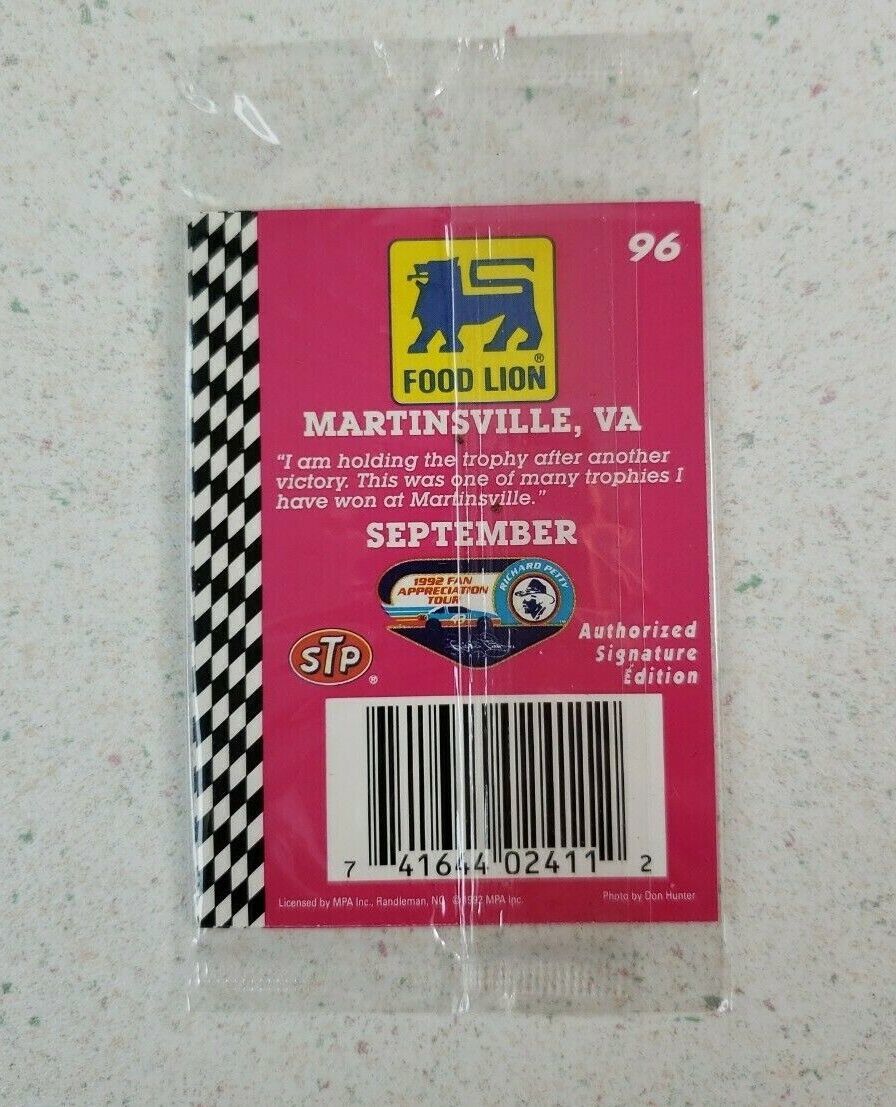 96
FOOD LION®
MARTINSVILLE, VA
"I am holding the trophy after another
victory. This was one of many trophies I
have won at Martinsville."
SEPTEMBER
1992 FAN
APPRECIATION
TOUR
RICHARD PETTY
STP®
Authorized
Signature
Edition
7 41644 02411 2
Licensed by MPA Inc., Randleman, NC ©1992 MPA Inc.
Photo by Don Hunter